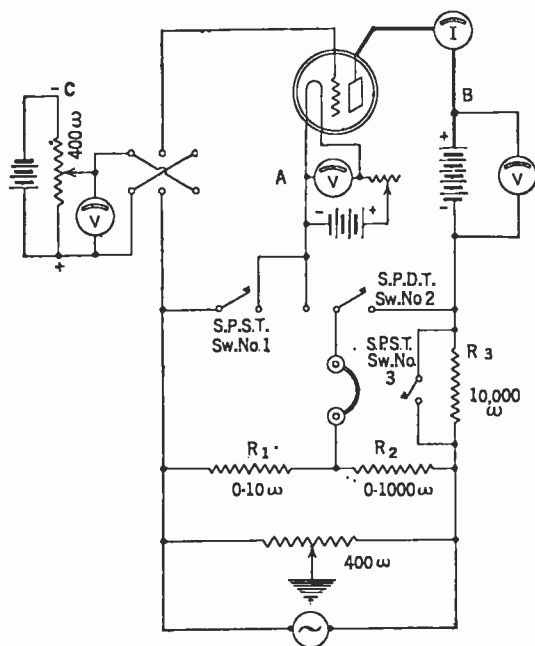 I
- C
400 ω
B
+
V
A
V
V
-
+
-
+
S.P.D.T.
Sw. No. 2
S.P.S.T.
Sw. No. 1
S.P.S.T.
Sw. No.
3
R3
10,000
ω
R1
R2
0-10 ω
0-1000 ω
400 ω